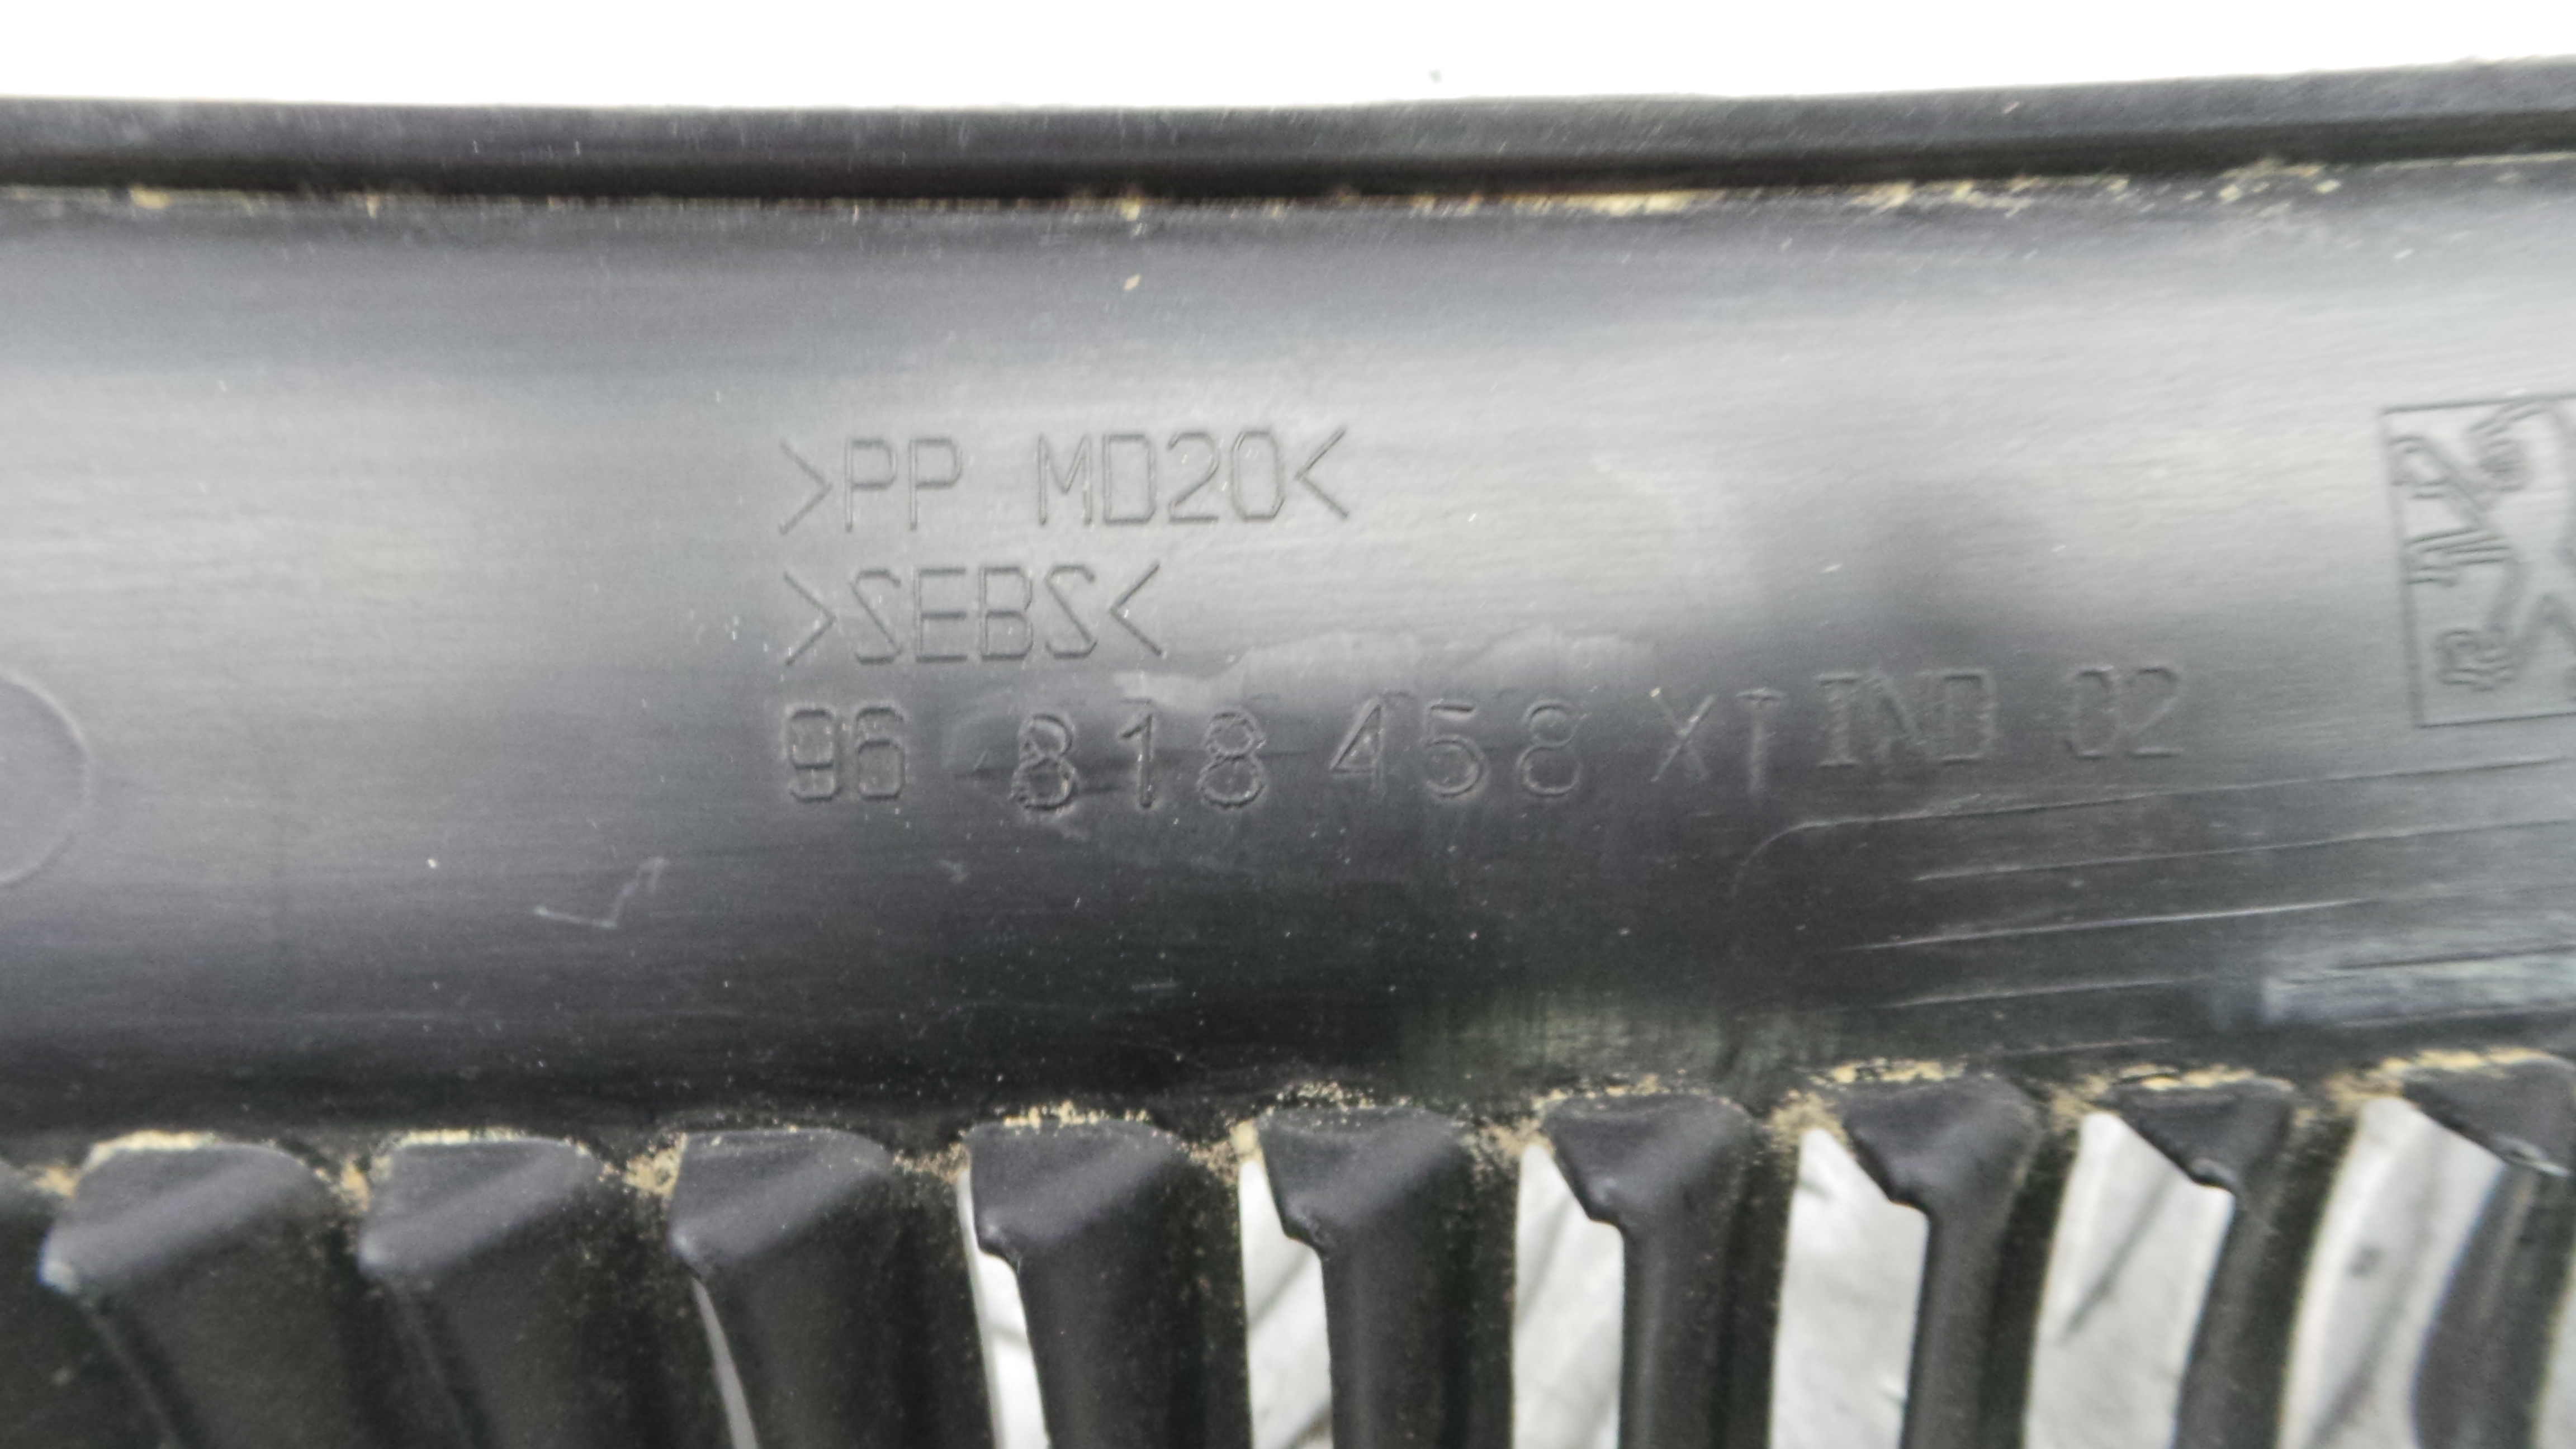 >PP MD20<
>SEBS<
96 818 458 XT IND 02